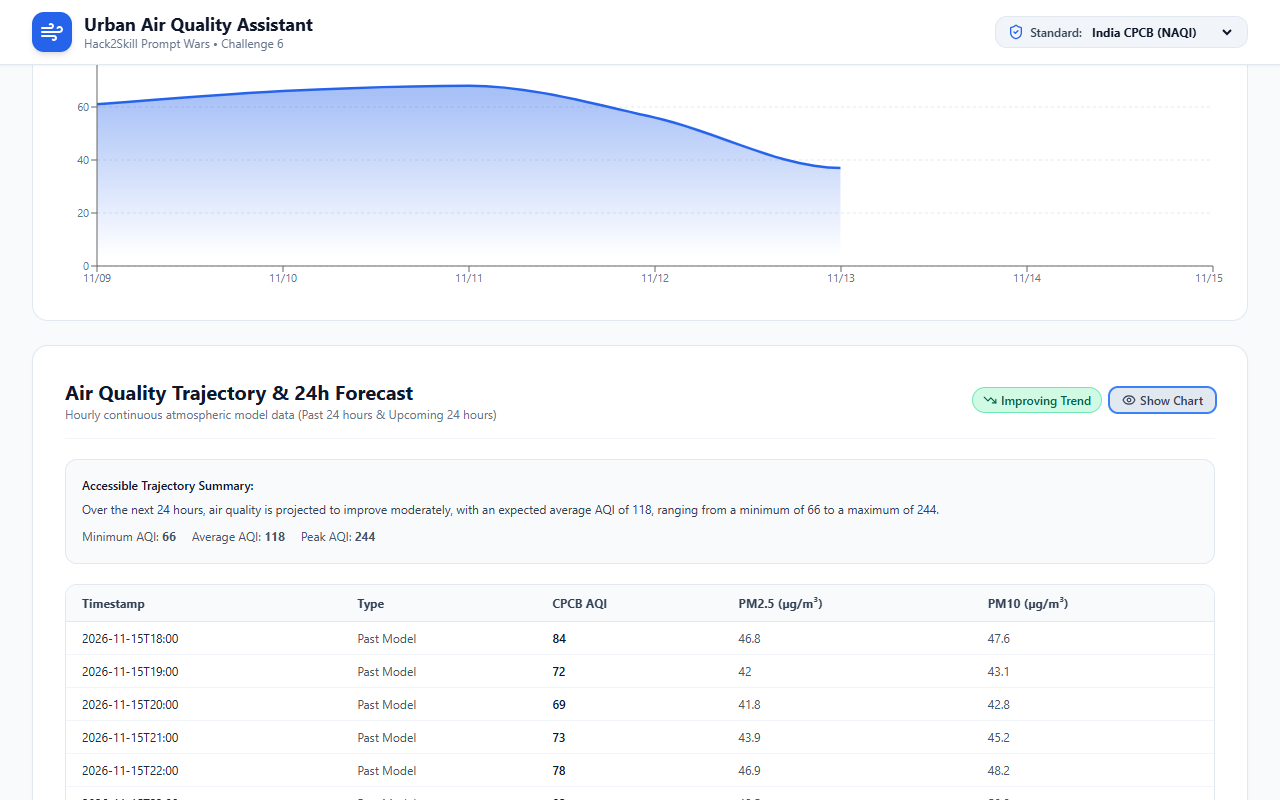 Urban Air Quality Assistant
Hack2Skill Prompt Wars • Challenge 6
Standard: India CPCB (NAQI)
60
40
20
0
11/09 11/10 11/11 11/12 11/13 11/14 11/15
Air Quality Trajectory & 24h Forecast
Hourly continuous atmospheric model data (Past 24 hours & Upcoming 24 hours)
Improving Trend
Show Chart
Accessible Trajectory Summary:
Over the next 24 hours, air quality is projected to improve moderately, with an expected average AQI of 118, ranging from a minimum of 66 to a maximum of 244.
Minimum AQI: 66 Average AQI: 118 Peak AQI: 244
Timestamp Type CPCB AQI PM2.5 (µg/m³) PM10 (µg/m³)
2026-11-15T18:00 Past Model 84 46.8 47.6
2026-11-15T19:00 Past Model 72 42 43.1
2026-11-15T20:00 Past Model 69 41.8 42.8
2026-11-15T21:00 Past Model 73 43.9 45.2
2026-11-15T22:00 Past Model 78 46.9 48.2